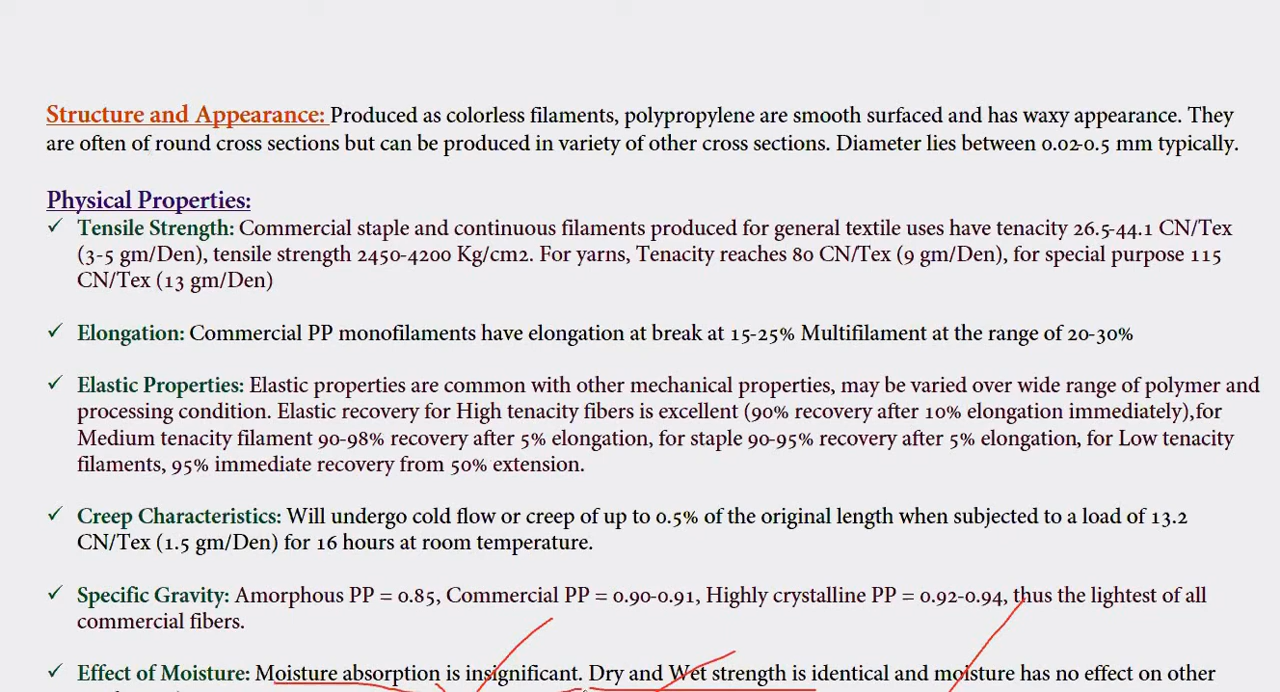 Structure and Appearance: Produced as colorless filaments, polypropylene are smooth surfaced and has waxy appearance. They
are often of round cross sections but can be produced in variety of other cross sections. Diameter lies between 0.02-0.5 mm typically.
Physical Properties:
✓ Tensile Strength: Commercial staple and continuous filaments produced for general textile uses have tenacity 26.5-44.1 CN/Tex
(3-5 gm/Den), tensile strength 2450-4200 Kg/cm2. For yarns, Tenacity reaches 80 CN/Tex (9 gm/Den), for special purpose 115
CN/Tex (13 gm/Den)
✓ Elongation: Commercial PP monofilaments have elongation at break at 15-25% Multifilament at the range of 20-30%
✓ Elastic Properties: Elastic properties are common with other mechanical properties, may be varied over wide range of polymer and
processing condition. Elastic recovery for High tenacity fibers is excellent (90% recovery after 10% elongation immediately),for
Medium tenacity filament 90-98% recovery after 5% elongation, for staple 90-95% recovery after 5% elongation, for Low tenacity
filaments, 95% immediate recovery from 50% extension.
✓ Creep Characteristics: Will undergo cold flow or creep of up to 0.5% of the original length when subjected to a load of 13.2
CN/Tex (1.5 gm/Den) for 16 hours at room temperature.
✓ Specific Gravity: Amorphous PP = 0.85, Commercial PP = 0.90-0.91, Highly crystalline PP = 0.92-0.94, thus the lightest of all
commercial fibers.
✓ Effect of Moisture: Moisture absorption is insignificant. Dry and Wet strength is identical and moisture has no effect on other